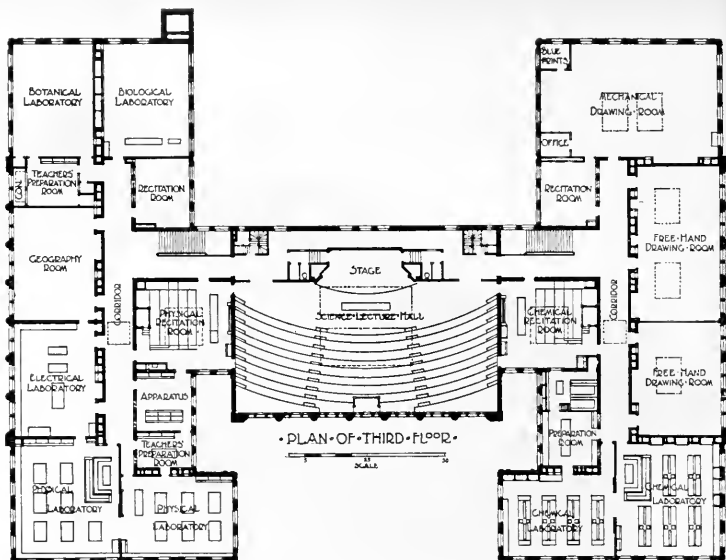 BOTANICAL
LABORATORY
BIOLOGICAL
LABORATORY
TEACHERS'
PREPARATION
ROOM
CON.
RECITATION
ROOM
GEOGRAPHY
ROOM
CORRIDOR
PHYSICAL
RECITATION
ROOM
ELECTRICAL
LABORATORY
APPARATUS
TEACHERS'
PREPARATION
ROOM
PHYSICAL
LABORATORY
PHYSICAL
LABORATORY
STAGE
SCIENCE·LECTURE·HALL
·PLAN·OF·THIRD·FLOOR·
SCALE
BLUE
PRINTS
MECHANICAL
DRAWING·ROOM
OFFICE
RECITATION
ROOM
FREE·HAND
DRAWING·ROOM
CHEMICAL
RECITATION
ROOM
CORRIDOR
FREE·HAND
DRAWING·ROOM
PREPARATION
ROOM
CHEMICAL
LABORATORY
CHEMICAL
LABORATORY